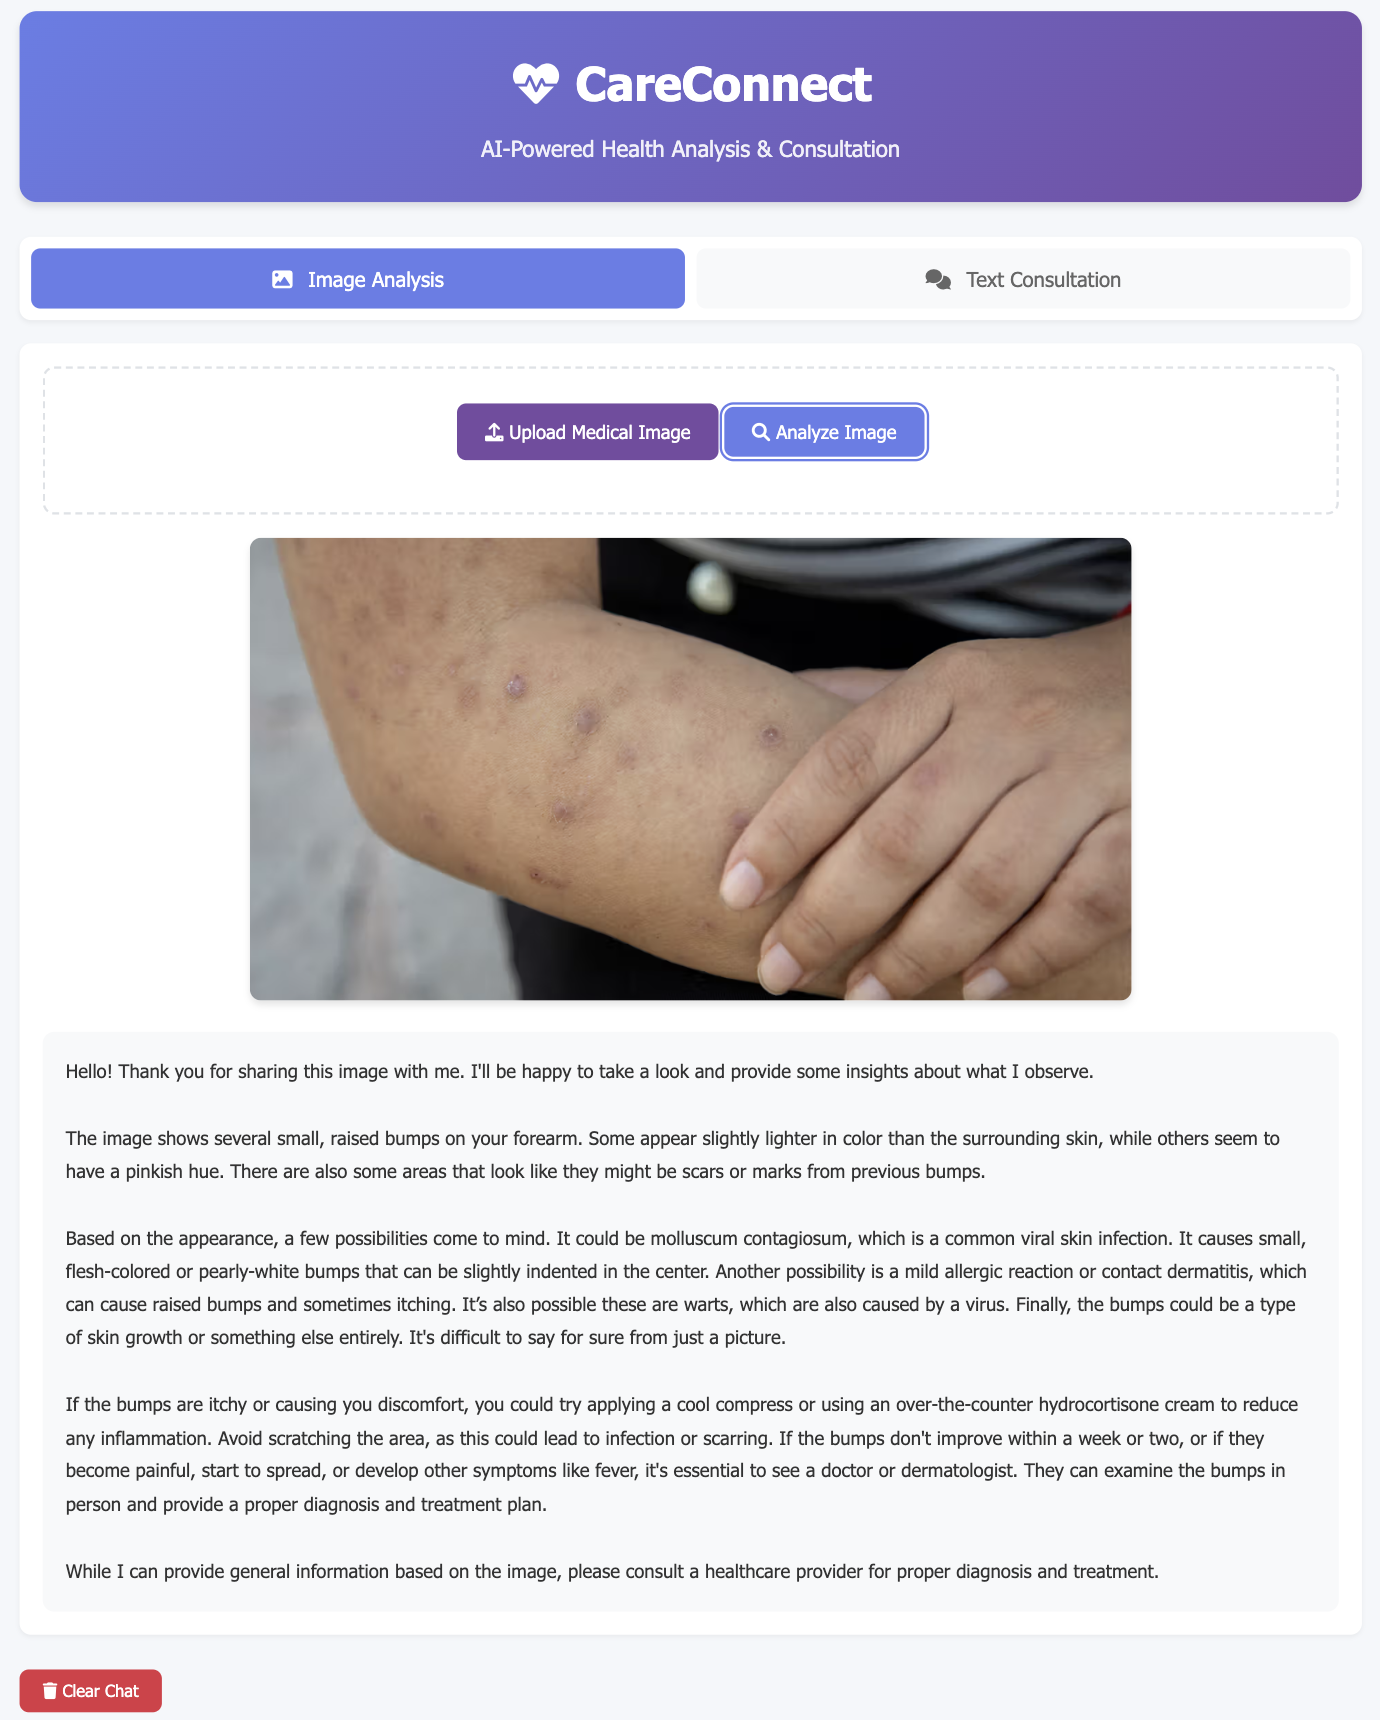 CareConnect
AI-Powered Health Analysis & Consultation
Image Analysis
Text Consultation
Upload Medical Image
Analyze Image
Hello! Thank you for sharing this image with me. I'll be happy to take a look and provide some insights about what I observe.
The image shows several small, raised bumps on your forearm. Some appear slightly lighter in color than the surrounding skin, while others seem to
have a pinkish hue. There are also some areas that look like they might be scars or marks from previous bumps.
Based on the appearance, a few possibilities come to mind. It could be molluscum contagiosum, which is a common viral skin infection. It causes small,
flesh-colored or pearly-white bumps that can be slightly indented in the center. Another possibility is a mild allergic reaction or contact dermatitis, which
can cause raised bumps and sometimes itching. It’s also possible these are warts, which are also caused by a virus. Finally, the bumps could be a type
of skin growth or something else entirely. It's difficult to say for sure from just a picture.
If the bumps are itchy or causing you discomfort, you could try applying a cool compress or using an over-the-counter hydrocortisone cream to reduce
any inflammation. Avoid scratching the area, as this could lead to infection or scarring. If the bumps don't improve within a week or two, or if they
become painful, start to spread, or develop other symptoms like fever, it's essential to see a doctor or dermatologist. They can examine the bumps in
person and provide a proper diagnosis and treatment plan.
While I can provide general information based on the image, please consult a healthcare provider for proper diagnosis and treatment.
Clear Chat